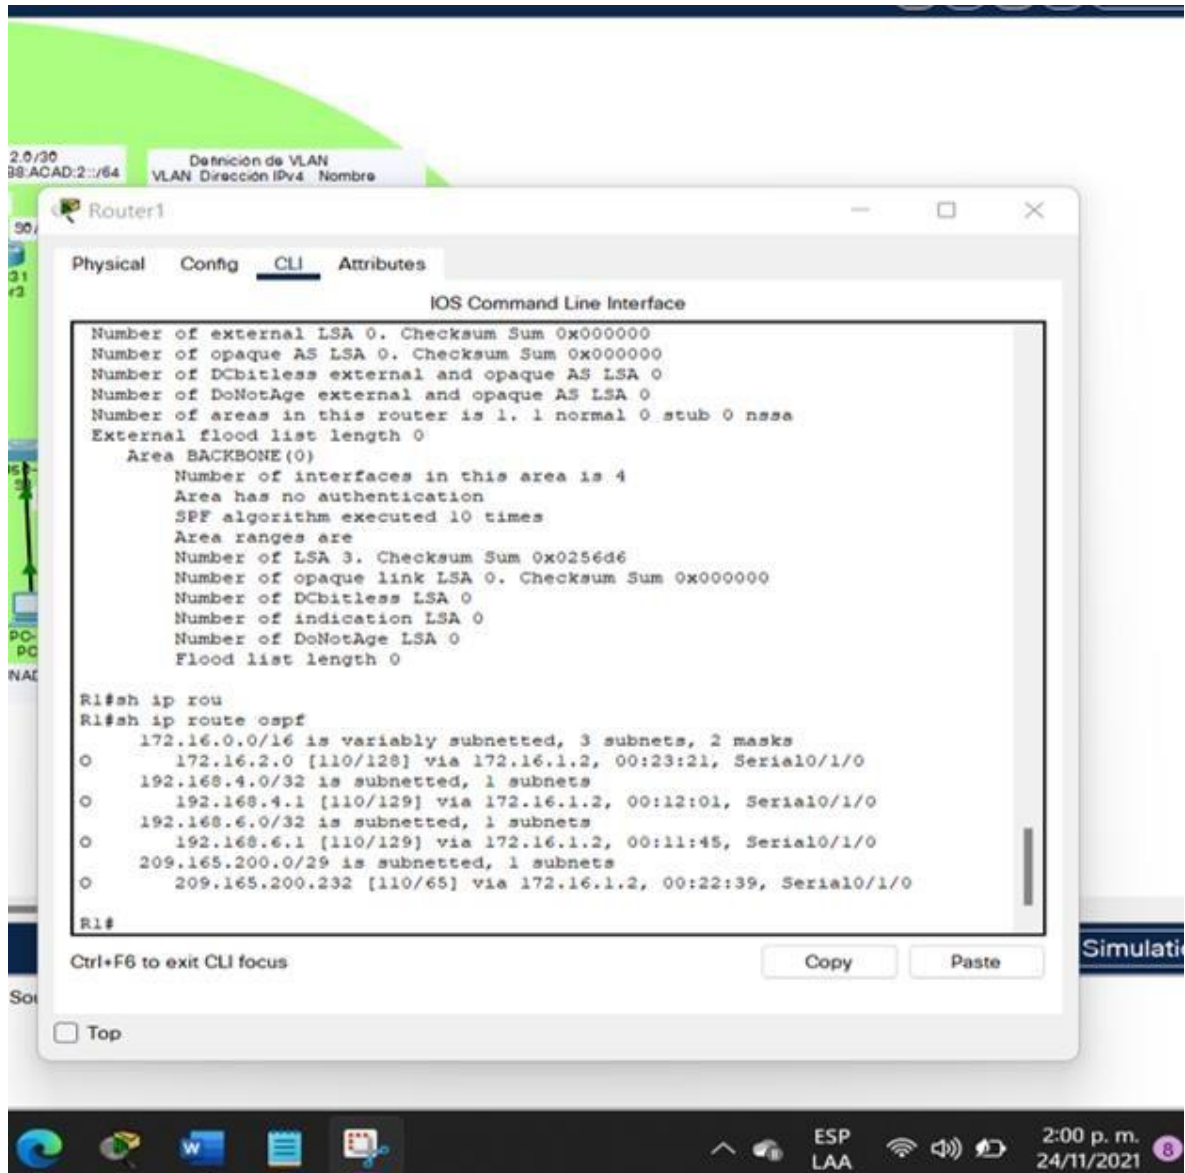 2.0/30
Definición de VLAN
VLAN Dirección IPv4 Nombre
Router1
Physical Config CLI Attributes
IOS Command Line Interface
Number of external LSA 0. Checksum Sum 0x000000
Number of opaque AS LSA 0. Checksum Sum 0x000000
Number of DCbitless external and opaque AS LSA 0
Number of DoNotAge external and opaque AS LSA 0
Number of areas in this router is 1. 1 normal 0 stub 0 nssa
External flood list length 0
Area BACKBONE(0)
Number of interfaces in this area is 4
Area has no authentication
SPF algorithm executed 10 times
Area ranges are
Number of LSA 3. Checksum Sum 0x0256d6
Number of opaque link LSA 0. Checksum Sum 0x000000
Number of DCbitless LSA 0
Number of indication LSA 0
Number of DoNotAge LSA 0
Flood list length 0
R1#sh ip rou
R1#sh ip route ospf
172.16.0.0/16 is variably subnetted, 3 subnets, 2 masks
O 172.16.2.0 [110/128] via 172.16.1.2, 00:23:21, Serial0/1/0
192.168.4.0/32 is subnetted, 1 subnets
O 192.168.4.1 [110/129] via 172.16.1.2, 00:12:01, Serial0/1/0
192.168.6.0/32 is subnetted, 1 subnets
O 192.168.6.1 [110/129] via 172.16.1.2, 00:11:45, Serial0/1/0
209.165.200.0/29 is subnetted, 1 subnets
O 209.165.200.232 [110/65] via 172.16.1.2, 00:22:39, Serial0/1/0
R1#
Ctrl+F6 to exit CLI focus
Copy Paste
Simulati
Sou
Top
ESP
LAA
2:00 p. m.
24/11/2021
8